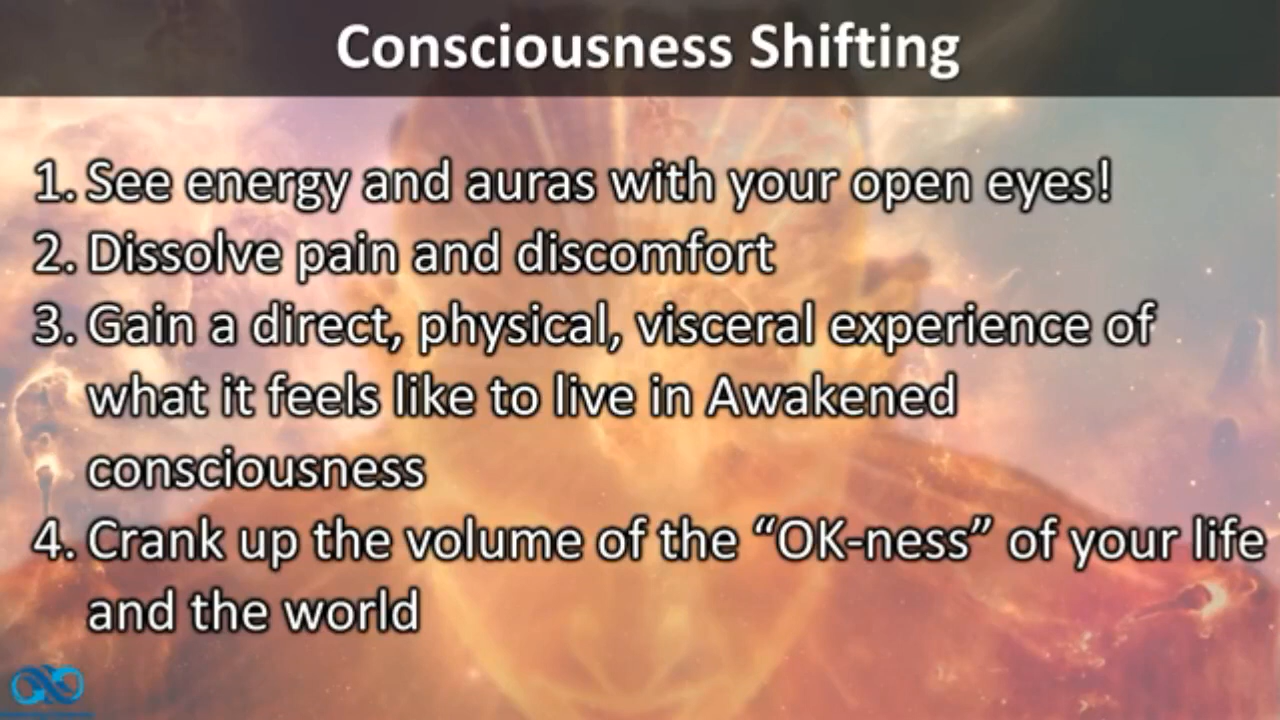 Consciousness Shifting
1. See energy and auras with your open eyes!
2. Dissolve pain and discomfort
3. Gain a direct, physical, visceral experience of
what it feels like to live in Awakened
consciousness
4. Crank up the volume of the “OK-ness” of your life
and the world